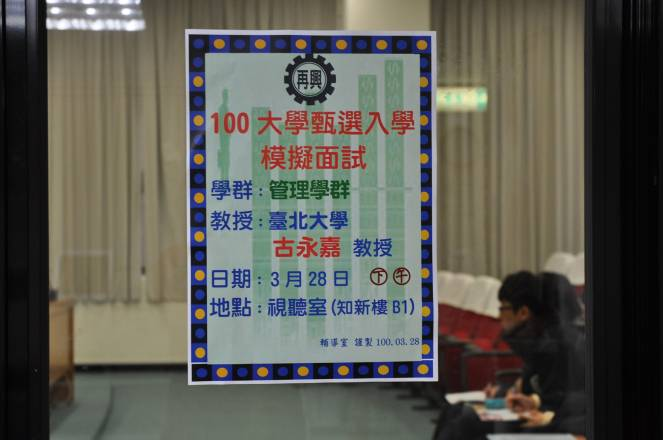 再興
100 大學甄選入學
模擬面試
學群：管理學群
教授：臺北大學
古永嘉 教授
日期：3月28日 下午
地點：視聽室(知新樓 B1)
輔導室 謹製 100.03.28